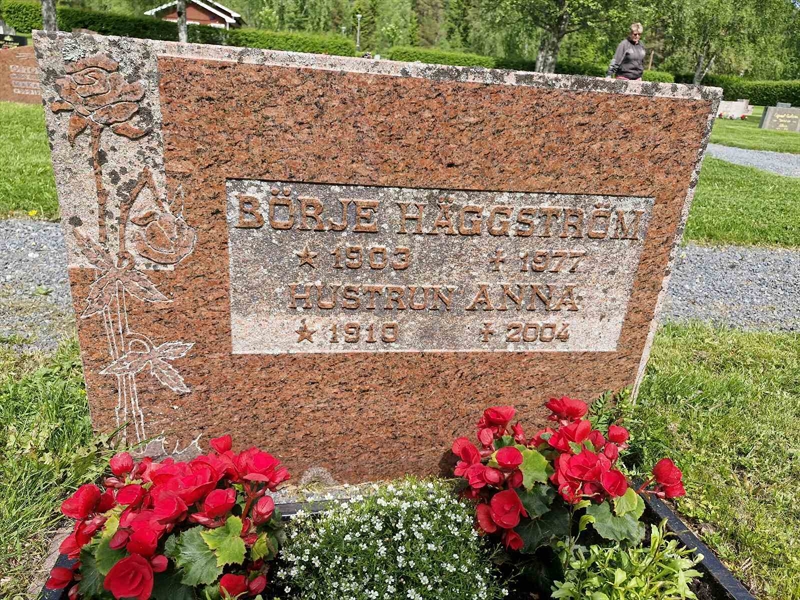 BÖRJE HÄGGSTRÖM
★ 1903 ✝ 1977
HUSTRUN ANNA
★ 1910 ✝ 2004